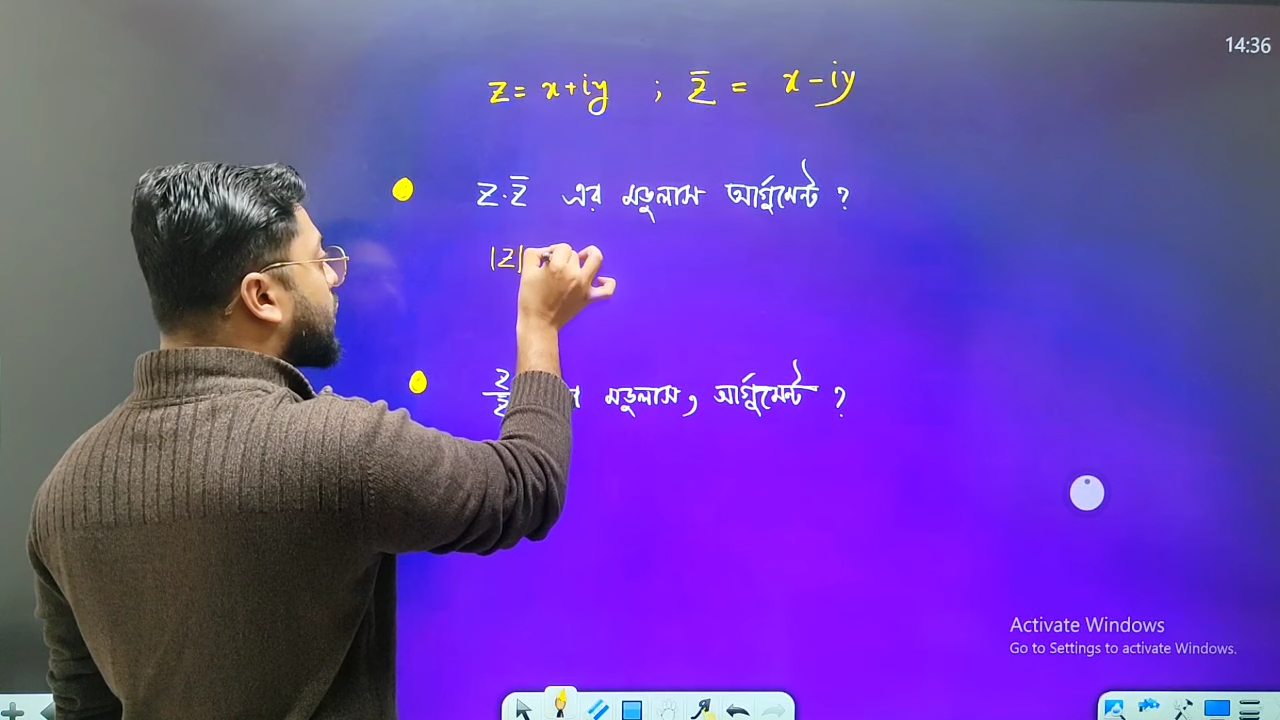 14:36
z = x+iy ; z̄ = x-iy
z·z̄ এর মডুলাস আর্গুমেন্ট ?
|z|
মডুলাস, আর্গুমেন্ট ?
Activate Windows
Go to Settings to activate Windows.